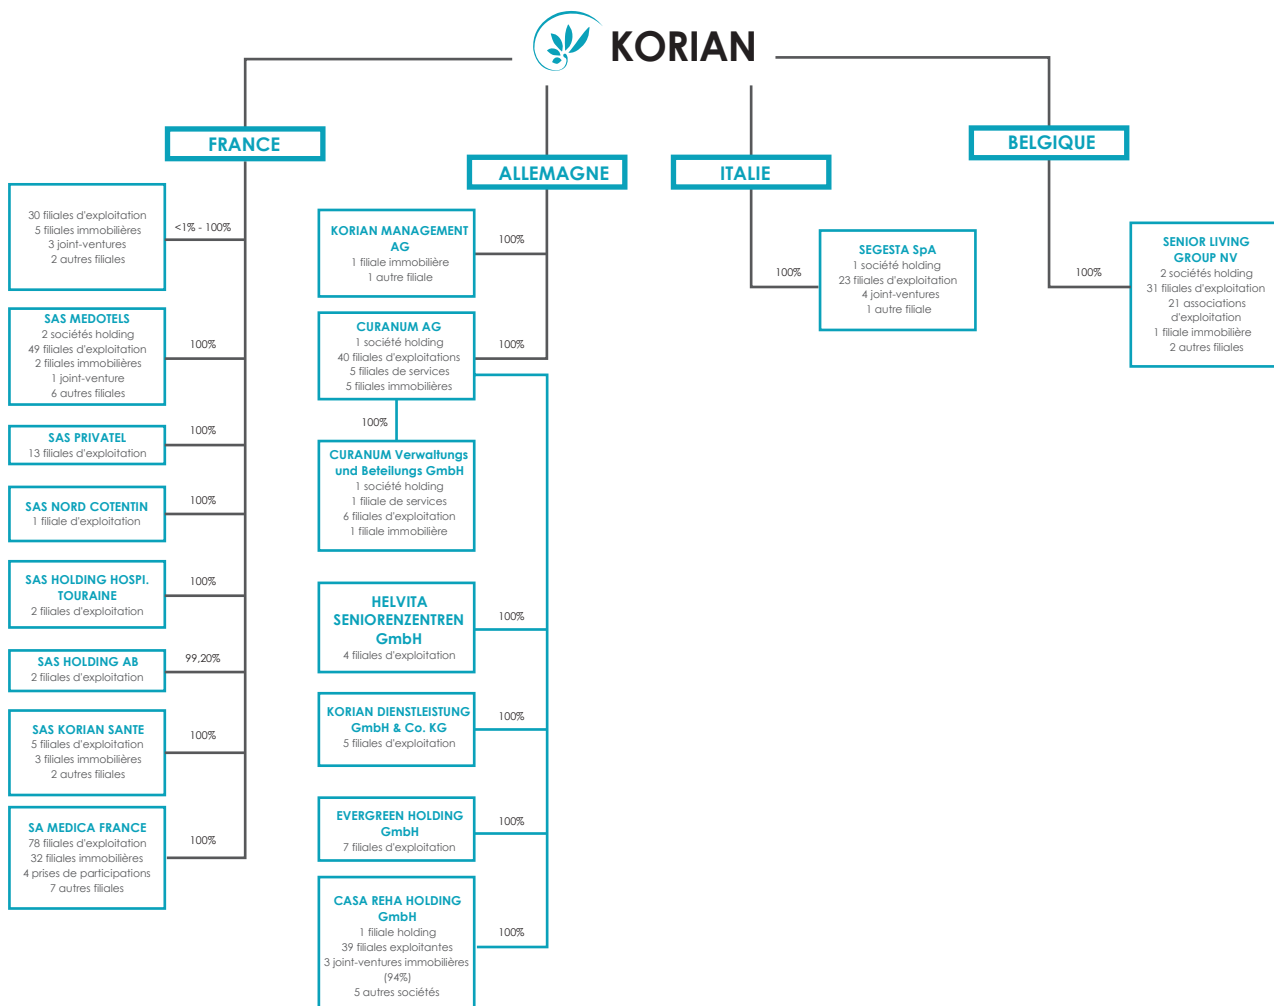 KORIAN
FRANCE
30 filiales d'exploitation
5 filiales immobilières
3 joint-ventures
2 autres filiales
<1% - 100%
SAS MEDOTELS
2 sociétés holding
49 filiales d'exploitation
2 filiales immobilières
1 joint-venture
6 autres filiales
100%
SAS PRIVATEL
13 filiales d'exploitation
100%
SAS NORD COTENTIN
1 filiale d'exploitation
100%
SAS HOLDING HOSPI.
TOURAINE
2 filiales d'exploitation
100%
SAS HOLDING AB
2 filiales d'exploitation
99,20%
SAS KORIAN SANTE
5 filiales d'exploitation
3 filiales immobilières
2 autres filiales
100%
SA MEDICA FRANCE
78 filiales d'exploitation
32 filiales immobilières
4 prises de participations
7 autres filiales
100%
ALLEMAGNE
KORIAN MANAGEMENT
AG
1 filiale immobilière
1 autre filiale
100%
CURANUM AG
1 société holding
40 filiales d'exploitations
5 filiales de services
5 filiales immobilières
100%
100%
CURANUM Verwaltungs
und Beteilungs GmbH
1 société holding
1 filiale de services
6 filiales d'exploitation
1 filiale immobilière
HELVITA
SENIORENZENTREN
GmbH
4 filiales d'exploitation
100%
KORIAN DIENSTLEISTUNG
GmbH & Co. KG
5 filiales d'exploitation
100%
EVERGREEN HOLDING
GmbH
7 filiales d'exploitation
100%
CASA REHA HOLDING
GmbH
1 filiale holding
39 filiales exploitantes
3 joint-ventures immobilières
(94%)
5 autres sociétés
100%
ITALIE
100%
SEGESTA SpA
1 société holding
23 filiales d'exploitation
4 joint-ventures
1 autre filiale
BELGIQUE
100%
SENIOR LIVING
GROUP NV
2 sociétés holding
31 filiales d'exploitation
21 associations
d'exploitation
1 filiale immobilière
2 autres filiales